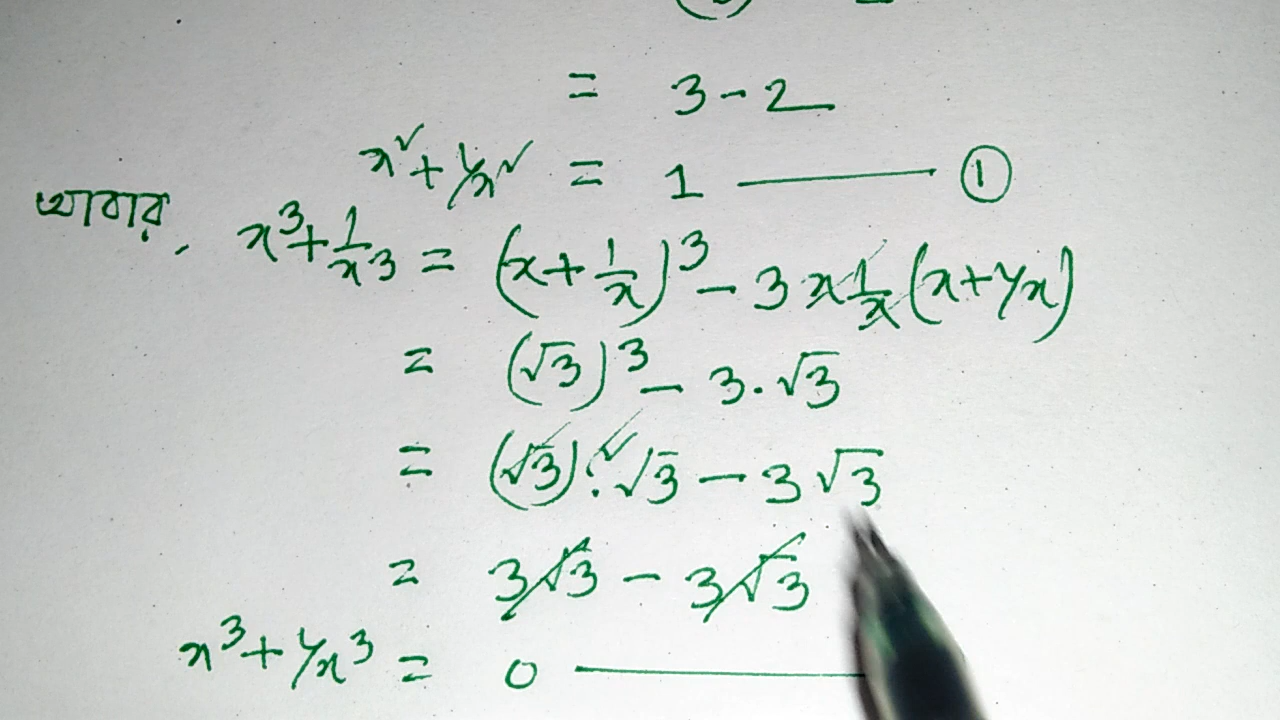 = 3 - 2
x² + 1/x² = 1 ——— ①
আবার, x³ + 1/x³ = (x + 1/x)³ - 3 x 1/x (x + 1/x)
= (√3)³ - 3 . √3
= (√3)² . √3 - 3 √3
= 3√3 - 3√3
x³ + 1/x³ = 0 ———